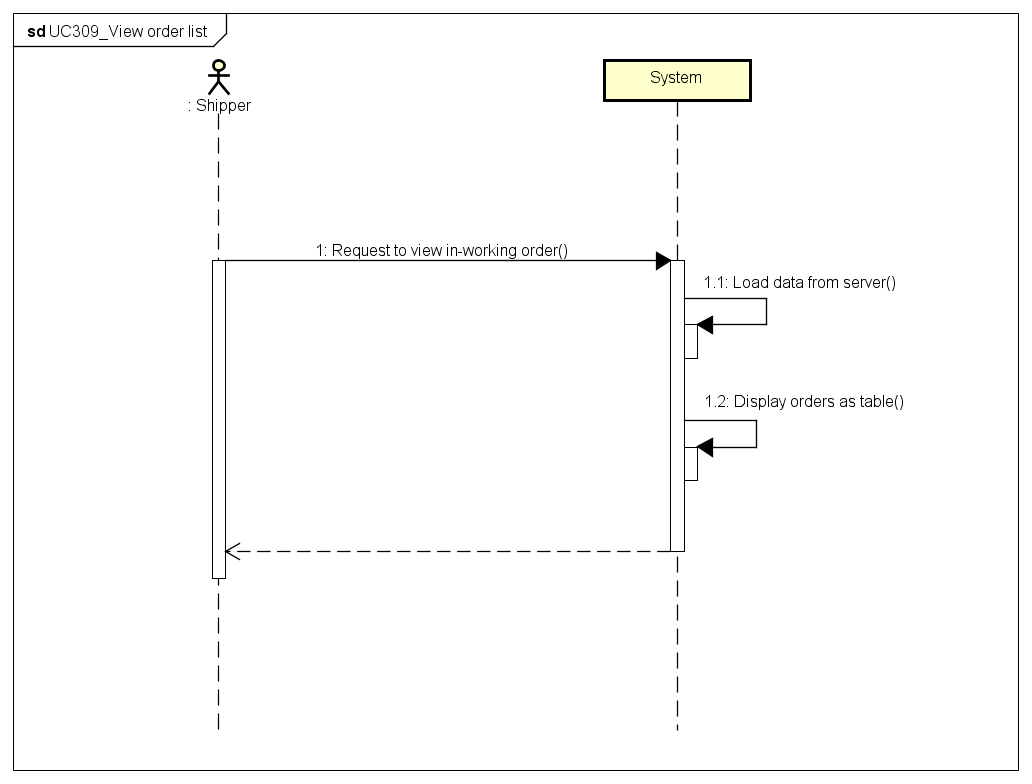 sd UC309_View order list
: Shipper
System
1: Request to view in-working order()
1.1: Load data from server()
1.2: Display orders as table()